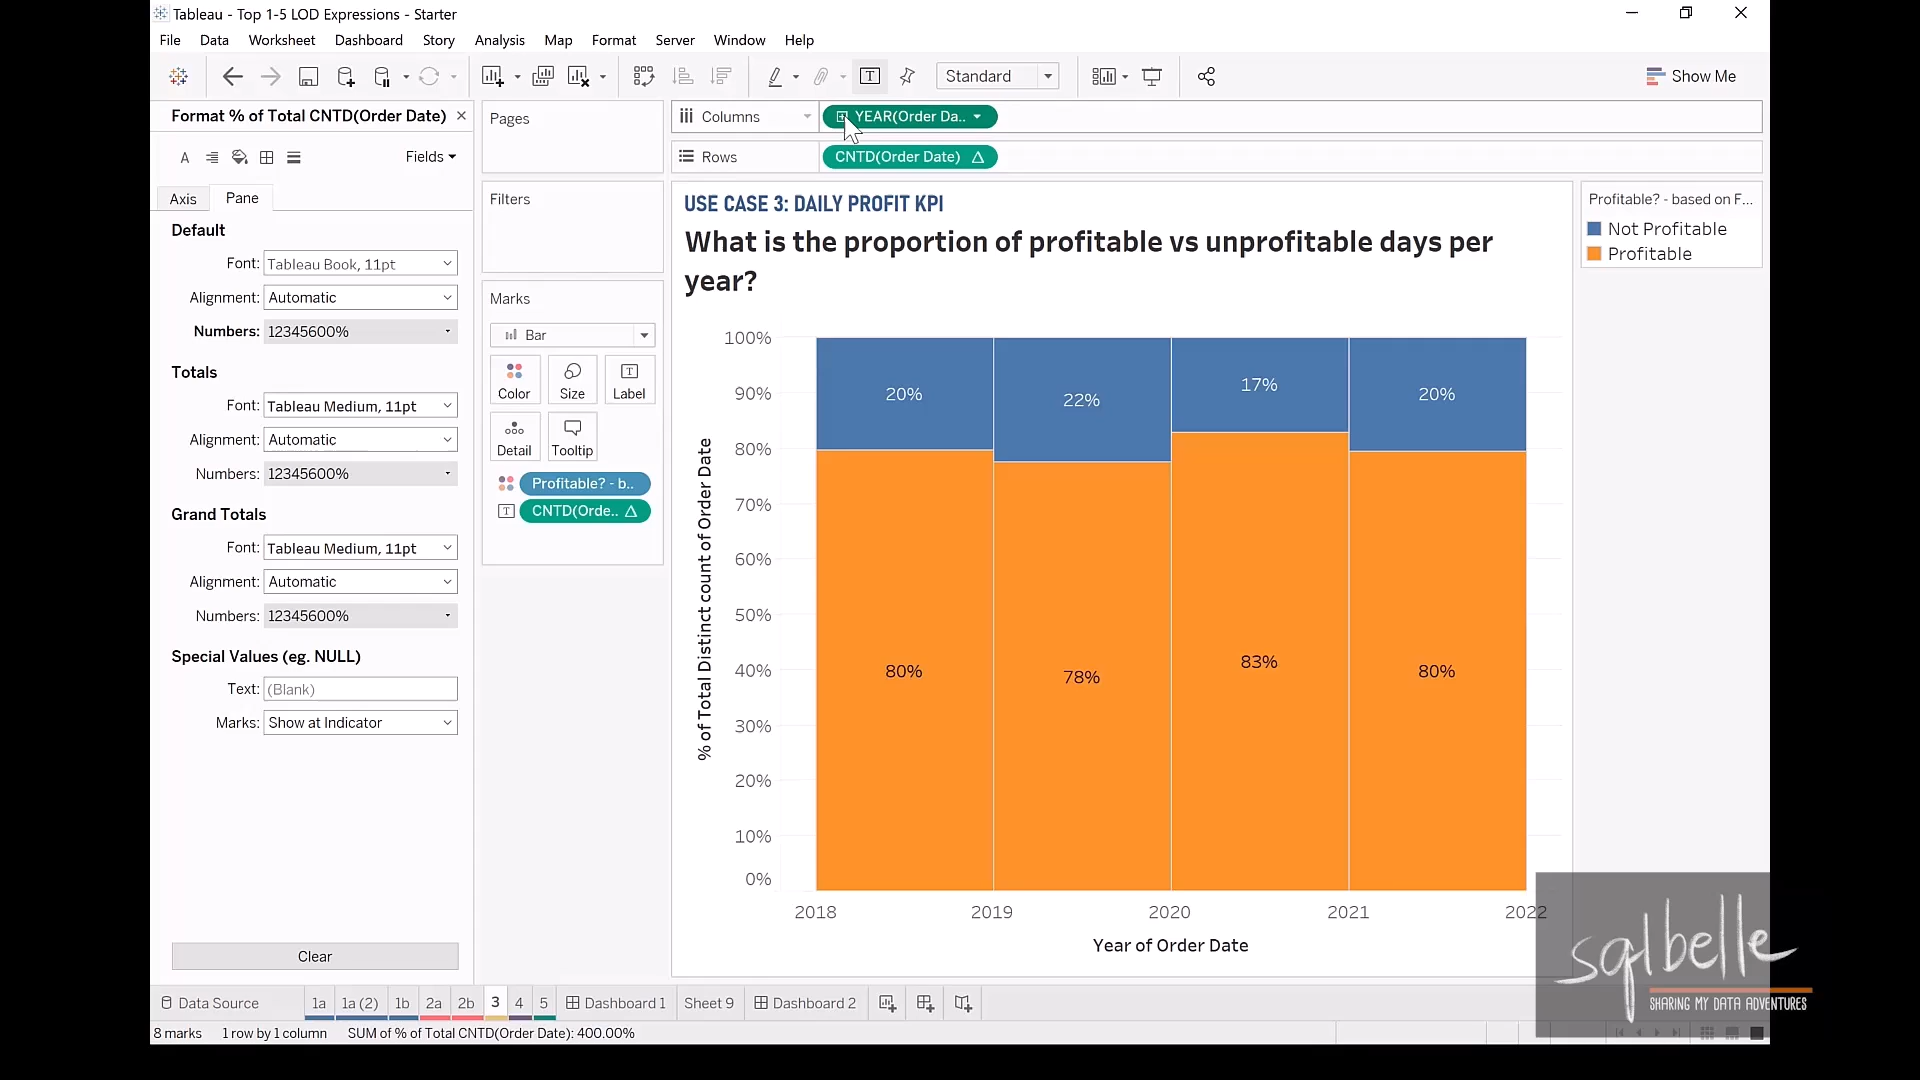 Tableau - Top 1-5 LOD Expressions - Starter
File Data Worksheet Dashboard Story Analysis Map Format Server Window Help
Standard
Show Me
Format % of Total CNTD(Order Date)
Fields
Axis
Pane
Default
Font: Tableau Book, 11pt
Alignment: Automatic
Numbers: 12345600%
Totals
Font: Tableau Medium, 11pt
Alignment: Automatic
Numbers: 12345600%
Grand Totals
Font: Tableau Medium, 11pt
Alignment: Automatic
Numbers: 12345600%
Special Values (eg. NULL)
Text: (Blank)
Marks: Show at Indicator
Clear
Pages
Filters
Marks
Bar
Color Size Label
Detail Tooltip
Profitable? - b..
CNTD(Orde.. Δ
Columns YEAR(Order Da..
Rows CNTD(Order Date) Δ
USE CASE 3: DAILY PROFIT KPI
What is the proportion of profitable vs unprofitable days per
year?
% of Total Distinct count of Order Date
100%
90%
80%
70%
60%
50%
40%
30%
20%
10%
0%
20% 22% 17% 20%
80% 78% 83% 80%
2018 2019 2020 2021 2022
Year of Order Date
Profitable? - based on F...
Not Profitable
Profitable
sqlbelle
SHARING MY DATA ADVENTURES
Data Source 1a 1a (2) 1b 2a 2b 3 4 5 Dashboard 1 Sheet 9 Dashboard 2
8 marks 1 row by 1 column SUM of % of Total CNTD(Order Date): 400.00%